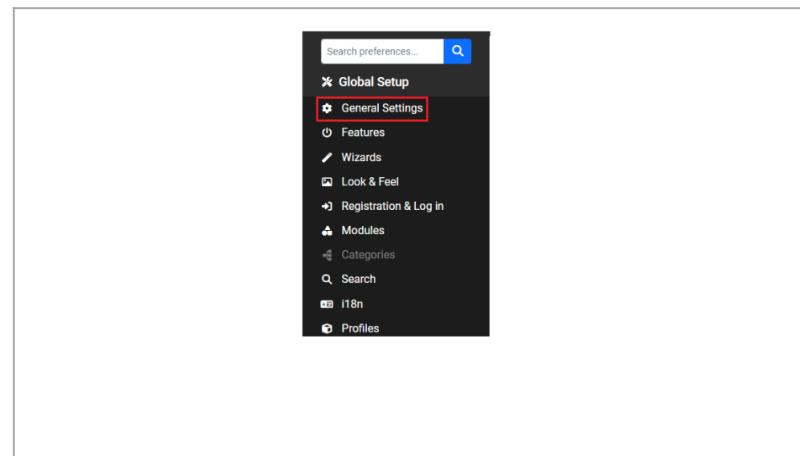 Search preferences...
Global Setup
General Settings
Features
Wizards
Look & Feel
Registration & Log in
Modules
Categories
Search
i18n
Profiles